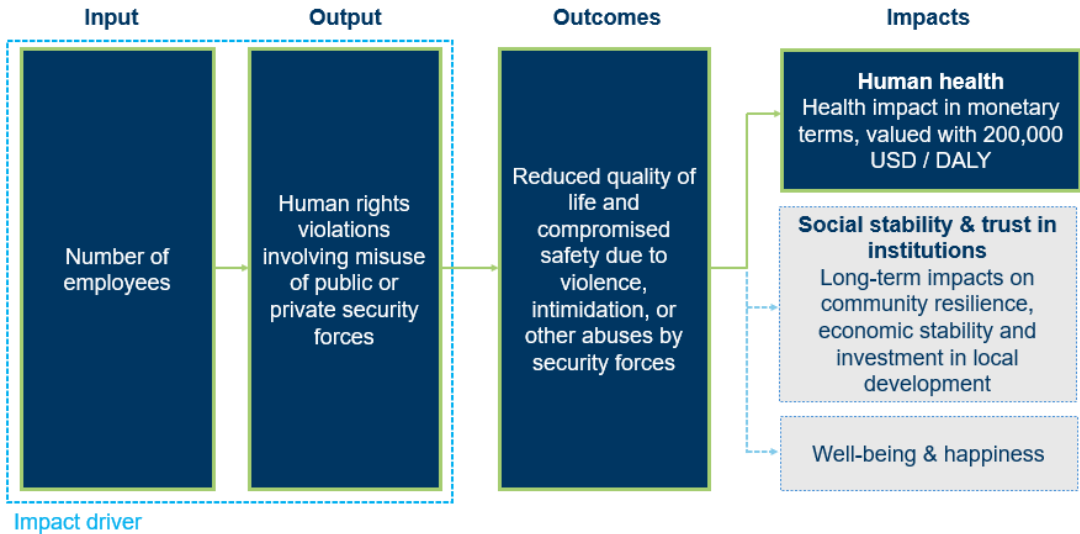 Input
Output
Outcomes
Impacts
Number of
employees
Human rights
violations
involving misuse
of public or
private security
forces
Reduced quality of
life and
compromised
safety due to
violence,
intimidation, or
other abuses by
security forces
Human health
Health impact in monetary
terms, valued with 200,000
USD / DALY
Social stability & trust in
institutions
Long-term impacts on
community resilience,
economic stability and
investment in local
development
Well-being & happiness
Impact driver